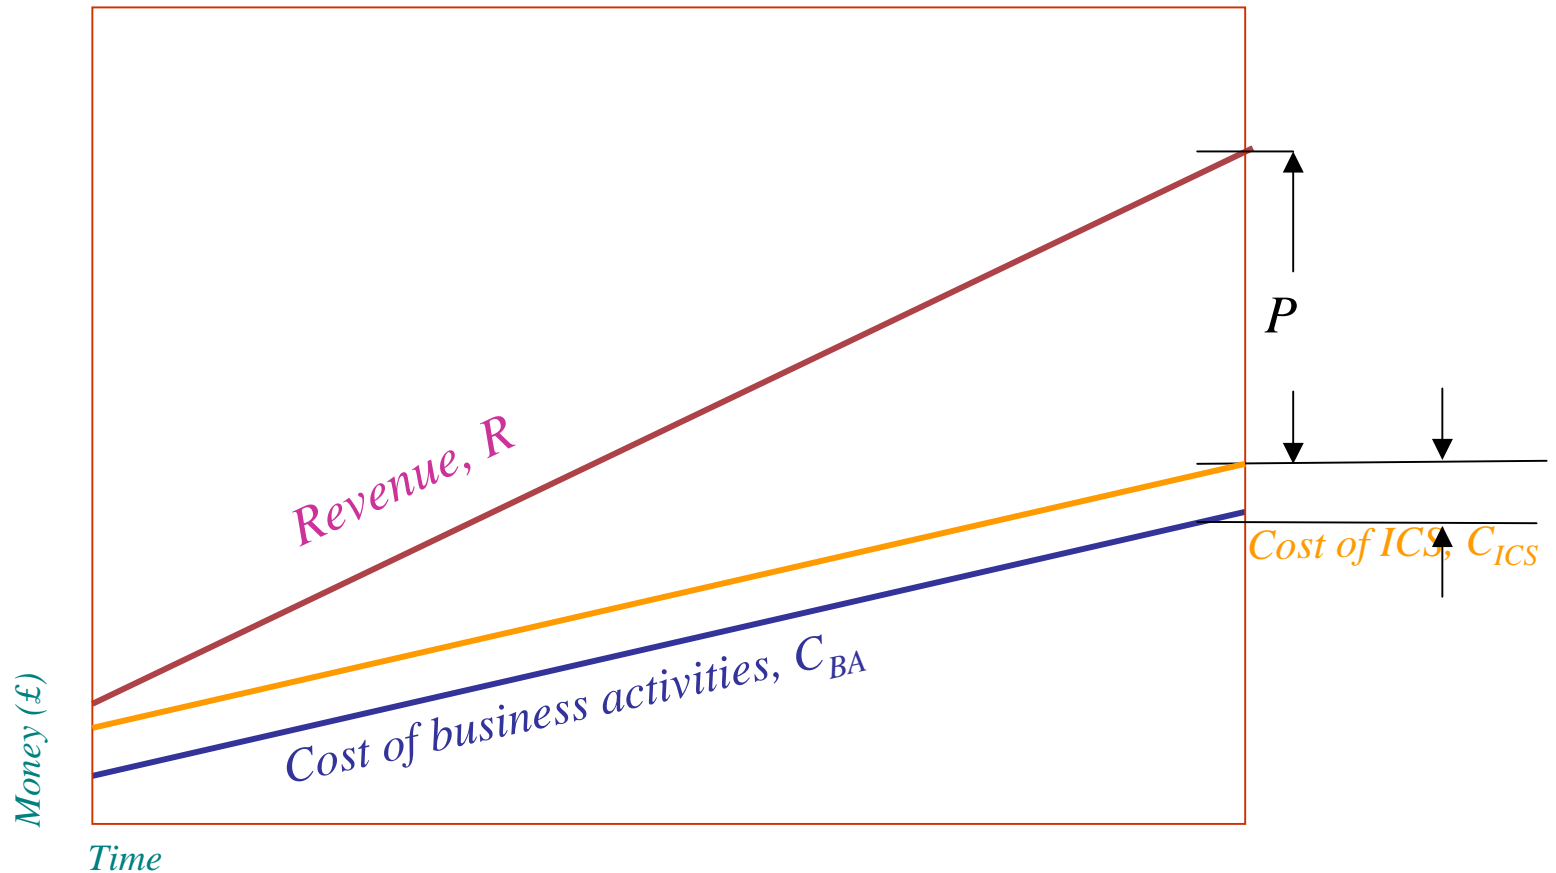 P
Revenue, R
Cost of ICS, C_ICS
Cost of business activities, C_BA
Money (£)
Time